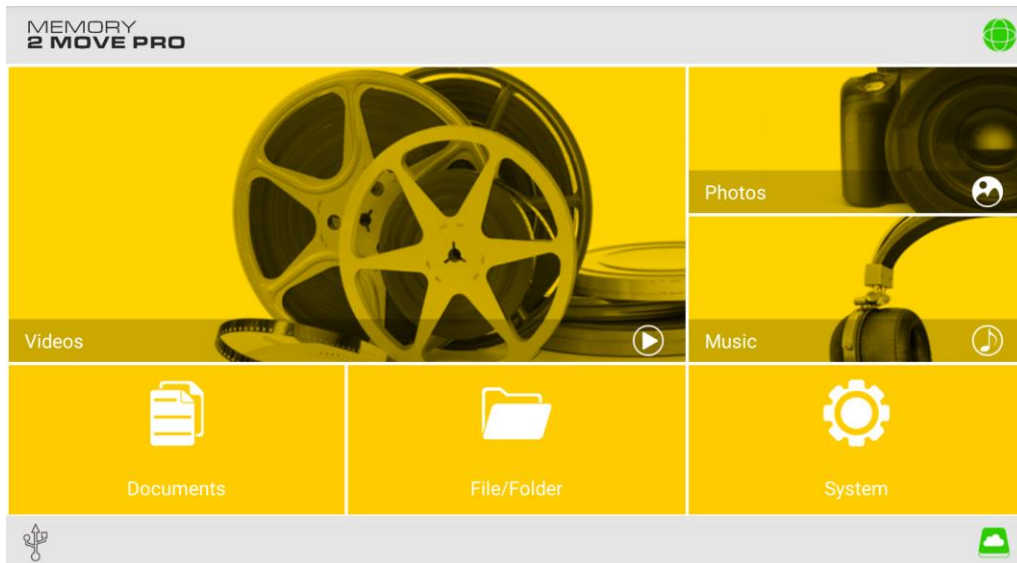 MEMORY
2 MOVE PRO
Photos
Videos
Music
Documents
File/Folder
System